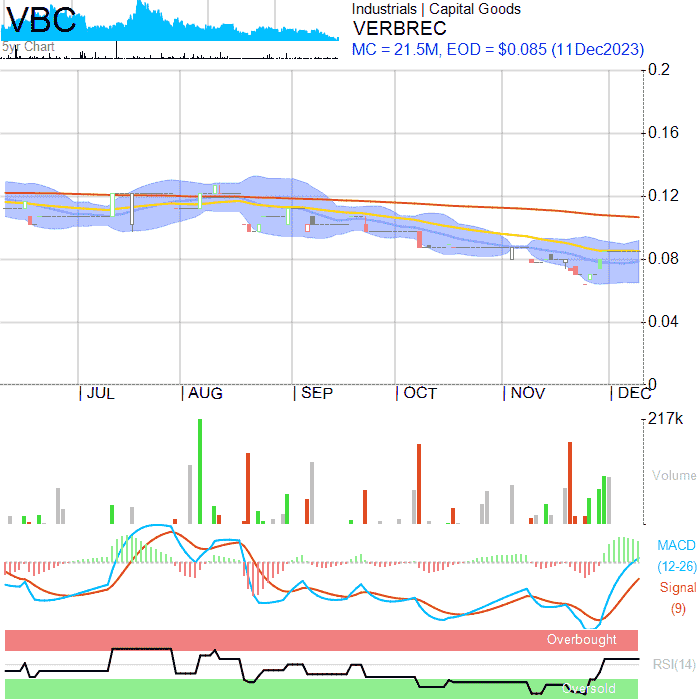 VBC
5yr Chart
Industrials | Capital Goods
VERBREC
MC = 21.5M, EOD = $0.085 (11Dec2023)
0.2
0.16
0.12
0.08
0.04
0
| JUL | AUG | SEP | OCT | NOV | DEC
217k
Volume
MACD
(12-26)
Signal
(9)
Overbought
RSI(14)
Oversold